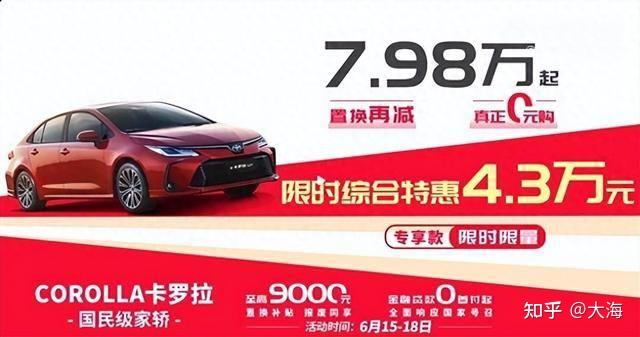 7.98万起
置换再减 真正0元购
限时综合特惠4.3万元
专享款 限时限量
COROLLA卡罗拉
-国民级家轿-
至高9000元
置换补贴 报废同享
金融贷款0首付起
全面响应国家号召
活动时间：6月15-18日
知乎 @大海